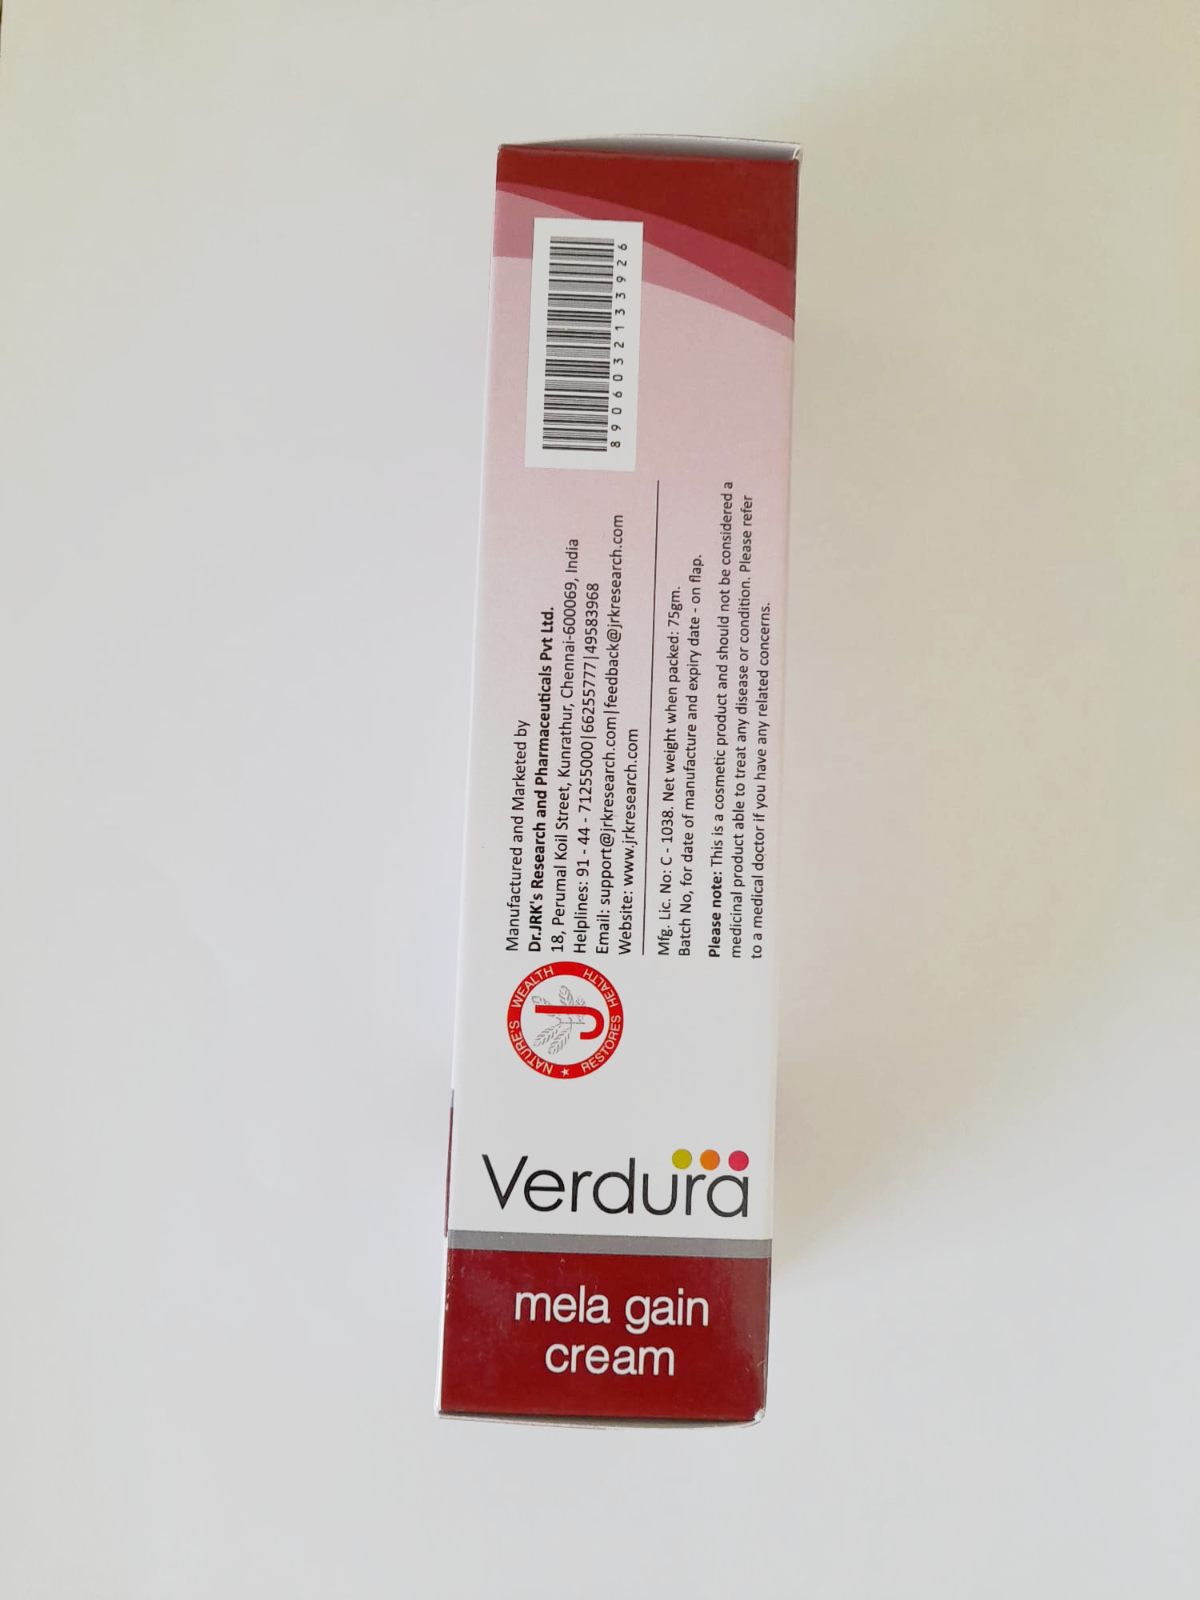 8906032133926
Manufactured and Marketed by
Dr.JRK's Research and Pharmaceuticals Pvt Ltd.
18, Perumal Koil Street, Kunrathur, Chennai-600069, India
Helplines: 91 - 44 - 71255000|66255777|49583968
Email: support@jrkresearch.com|feedback@jrkresearch.com
Website: www.jrkresearch.com
Mfg. Lic. No: C - 1038. Net weight when packed: 75gm.
Batch No, for date of manufacture and expiry date - on flap.
Please note: This is a cosmetic product and should not be considered a
medicinal product able to treat any disease or condition. Please refer
to a medical doctor if you have any related concerns.
NATURE'S WEALTH
RESTORES HEALTH
J
Verdura
mela gain
cream